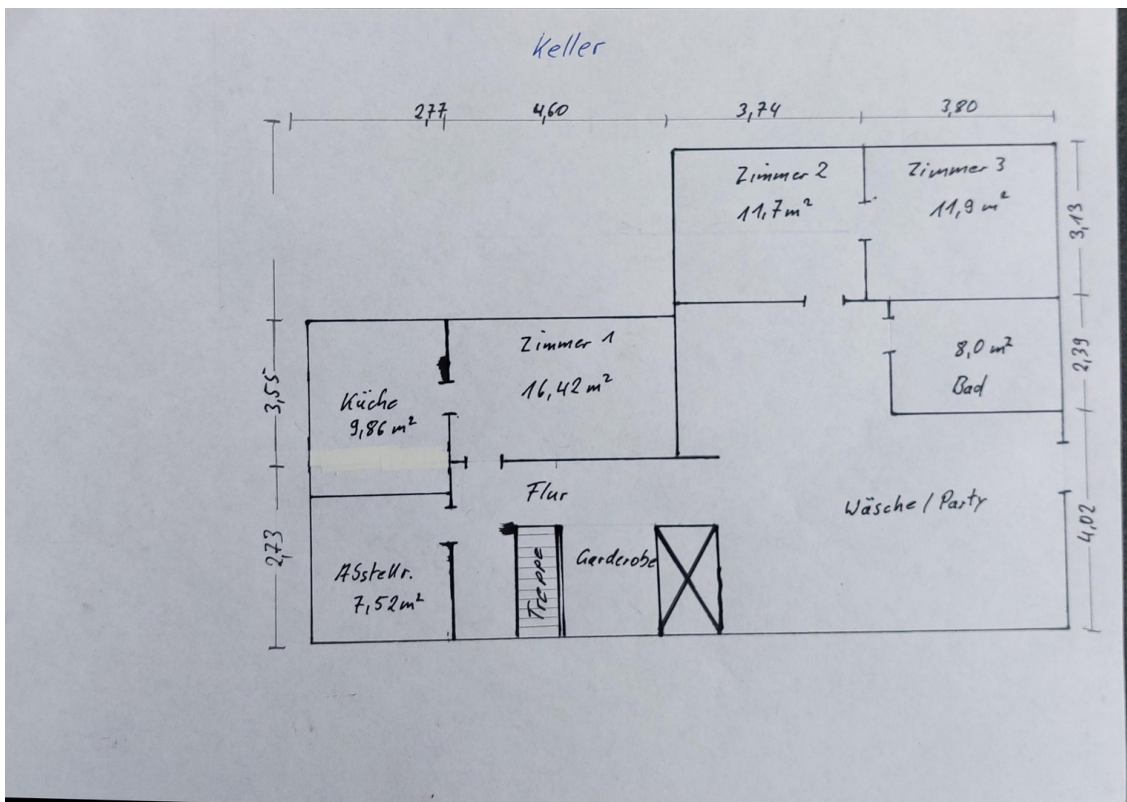 Keller
2,77 4,60 3,74 3,80
Zimmer 2
11,7 m²
Zimmer 3
11,9 m²
3,13
Zimmer 1
16,42 m²
8,0 m²
Bad
2,39
3,55
Küche
9,86 m²
Flur
Wäsche / Party
4,02
2,73
Abstellr.
7,52 m²
Treppe
Garderobe